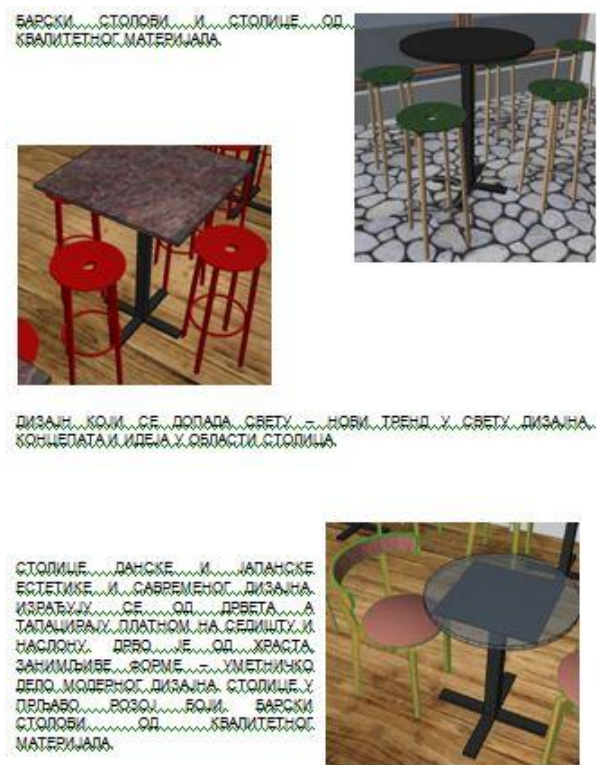 БАРСКИ СТОЛОВИ И СТОЛИЦЕ ОД
КВАЛИТЕТНОГ МАТЕРИЈАЛА.
ДИЗАЈН КОЈИ СЕ ДОПАДА СВЕТУ – НОВИ ТРЕНД У СВЕТУ ДИЗАЈНА,
КОНЦЕПАТА И ИДЕЈА У ОБЛАСТИ СТОЛИЦА.
СТОЛИЦЕ ДАНСКЕ И ЈАПАНСКЕ
ЕСТЕТИКЕ И САВРЕМЕНОГ ДИЗАЈНА.
ИЗРАЂУЈУ СЕ ОД ДРВЕТА А
ТАПАЦИРАЈУ ПЛАТНОМ НА СЕДИШТУ И
НАСЛОНУ. ДРВО ЈЕ ОД ХРАСТА.
ЗАНИМЉИВЕ ФОРМЕ – УМЕТНИЧКО
ДЕЛО МОДЕРНОГ ДИЗАЈНА. СТОЛИЦЕ У
ПРЉАВО РОЗОЈ БОЈИ. БАРСКИ
СТОЛОВИ ОД КВАЛИТЕТНОГ
МАТЕРИЈАЛА.